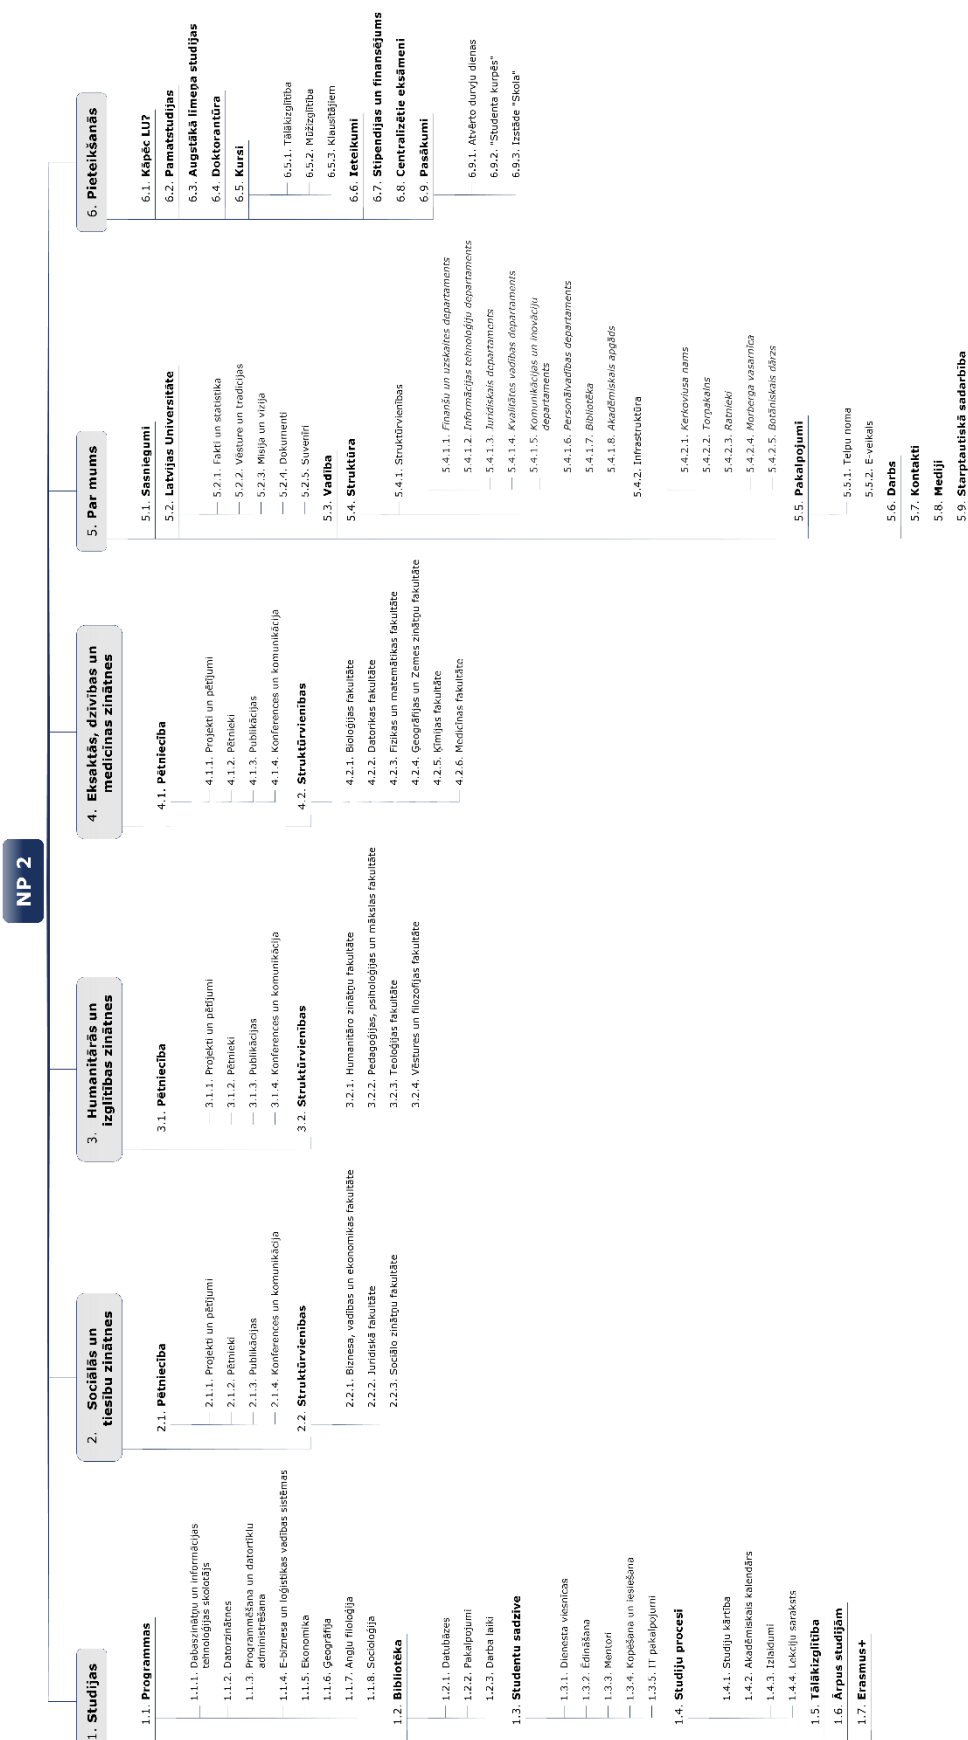 NP 2
1. Studijas
1.1. Programmas
1.1.1. Dabaszinātņu un informācijas
tehnoloģijas skolotājs
1.1.2. Datorzinātnes
1.1.3. Programmēšana un datortīklu
administrēšana
1.1.4. E-biznesa un loģistikas vadības sistēmas
1.1.5. Ekonomika
1.1.6. Ģeogrāfija
1.1.7. Angļu filoloģija
1.1.8. Socioloģija
1.2. Bibliotēka
1.2.1. Datubāzes
1.2.2. Pakalpojumi
1.2.3. Darba laiki
1.3. Studentu sadzīve
1.3.1. Dienesta viesnīcas
1.3.2. Ēdināšana
1.3.3. Mentori
1.3.4. Kopēšana un iesiešana
1.3.5. IT pakalpojumi
1.4. Studiju procesi
1.4.1. Studiju kārtība
1.4.2. Akadēmiskais kalendārs
1.4.3. Izlaidumi
1.4.4. Lekciju saraksts
1.5. Tālākizglītība
1.6. Ārpus studijām
1.7. Erasmus+
2. Sociālās un
tiesību zinātnes
2.1. Pētniecība
2.1.1. Projekti un pētījumi
2.1.2. Pētnieki
2.1.3. Publikācijas
2.1.4. Konferences un komunikācija
2.2. Struktūrvienības
2.2.1. Biznesa, vadības un ekonomikas fakultāte
2.2.2. Juridiskā fakultāte
2.2.3. Sociālo zinātņu fakultāte
3. Humanitārās un
izglītības zinātnes
3.1. Pētniecība
3.1.1. Projekti un pētījumi
3.1.2. Pētnieki
3.1.3. Publikācijas
3.1.4. Konferences un komunikācija
3.2. Struktūrvienības
3.2.1. Humanitāro zinātņu fakultāte
3.2.2. Pedagoģijas, psiholoģijas un mākslas fakultāte
3.2.3. Teoloģijas fakultāte
3.2.4. Vēstures un filozofijas fakultāte
4. Eksaktās, dzīvības un
medicīnas zinātnes
4.1. Pētniecība
4.1.1. Projekti un pētījumi
4.1.2. Pētnieki
4.1.3. Publikācijas
4.1.4. Konferences un komunikācija
4.2. Struktūrvienības
4.2.1. Bioloģijas fakultāte
4.2.2. Datorikas fakultāte
4.2.3. Fizikas un matemātikas fakultāte
4.2.4. Ģeogrāfijas un Zemes zinātņu fakultāte
4.2.5. Ķīmijas fakultāte
4.2.6. Medicīnas fakultāte
5. Par mums
5.1. Sasniegumi
5.2. Latvijas Universitāte
5.2.1. Fakti un statistika
5.2.2. Vēsture un tradīcijas
5.2.3. Misija un vīzija
5.2.4. Dokumenti
5.2.5. Suvenīri
5.3. Vadība
5.4. Struktūra
5.4.1. Struktūrvienības
5.4.1.1. Finanšu un uzskaites departaments
5.4.1.2. Informācijas tehnoloģiju departaments
5.4.1.3. Juridiskais departaments
5.4.1.4. Kvalitātes vadības departaments
5.4.1.5. Komunikācijas un inovāciju
departaments
5.4.1.6. Personālvadības departaments
5.4.1.7. Bibliotēka
5.4.1.8. Akadēmiskais apgāds
5.4.2. Infrastruktūra
5.4.2.1. Kerkoviusa nams
5.4.2.2. Torņakalns
5.4.2.3. Ratnieki
5.4.2.4. Morberga vasarnīca
5.4.2.5. Botāniskais dārzs
5.5. Pakalpojumi
5.5.1. Telpu noma
5.5.2. E-veikals
5.6. Darbs
5.7. Kontakti
5.8. Mediji
5.9. Starptautiskā sadarbība
6. Pieteikšanās
6.1. Kāpēc LU?
6.2. Pamatstudijas
6.3. Augstākā līmeņa studijas
6.4. Doktorantūra
6.5. Kursi
6.5.1. Tālākizglītība
6.5.2. Mūžizglītība
6.5.3. Klausītājiem
6.6. Ieteikumi
6.7. Stipendijas un finansējums
6.8. Centralizētie eksāmeni
6.9. Pasākumi
6.9.1. Atvērto durvju dienas
6.9.2. "Studenta kurpēs"
6.9.3. Izstāde "Skola"